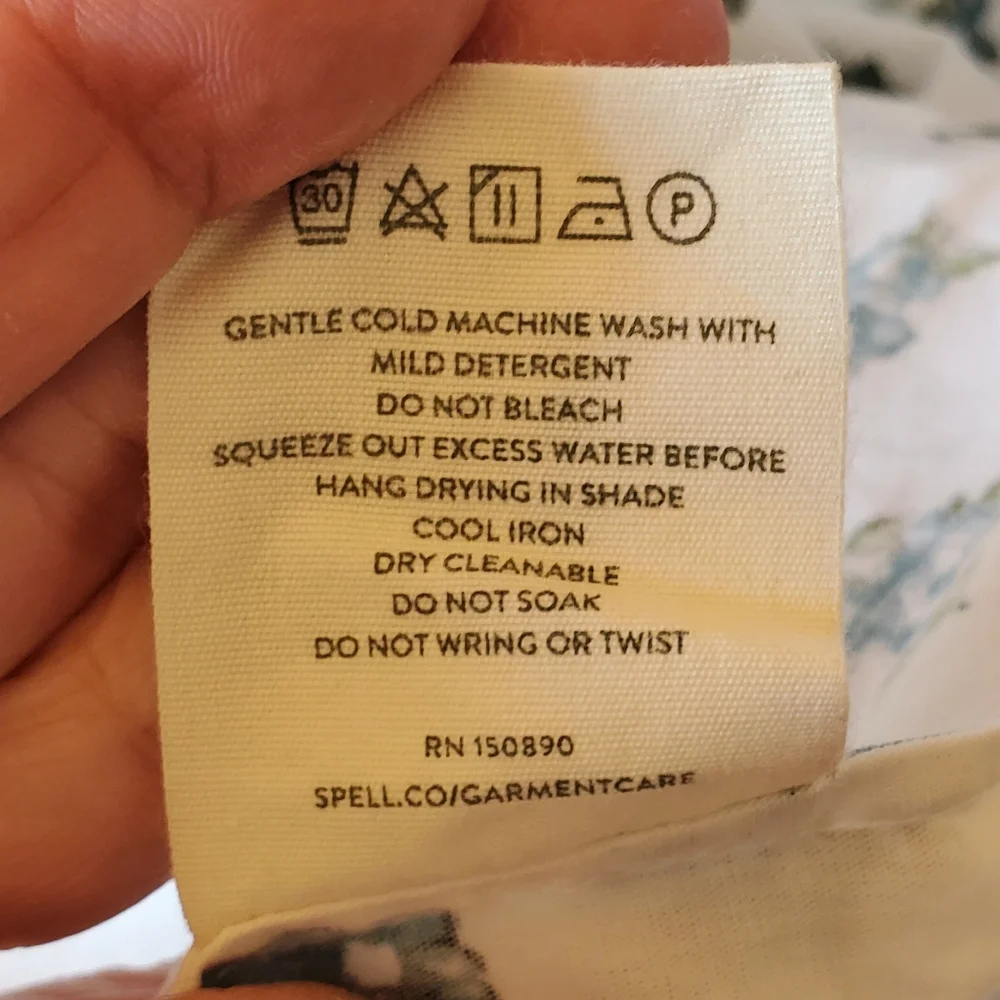 30 P
GENTLE COLD MACHINE WASH WITH
MILD DETERGENT
DO NOT BLEACH
SQUEEZE OUT EXCESS WATER BEFORE
HANG DRYING IN SHADE
COOL IRON
DRY CLEANABLE
DO NOT SOAK
DO NOT WRING OR TWIST
RN 150890
SPELL.CO/GARMENTCARE